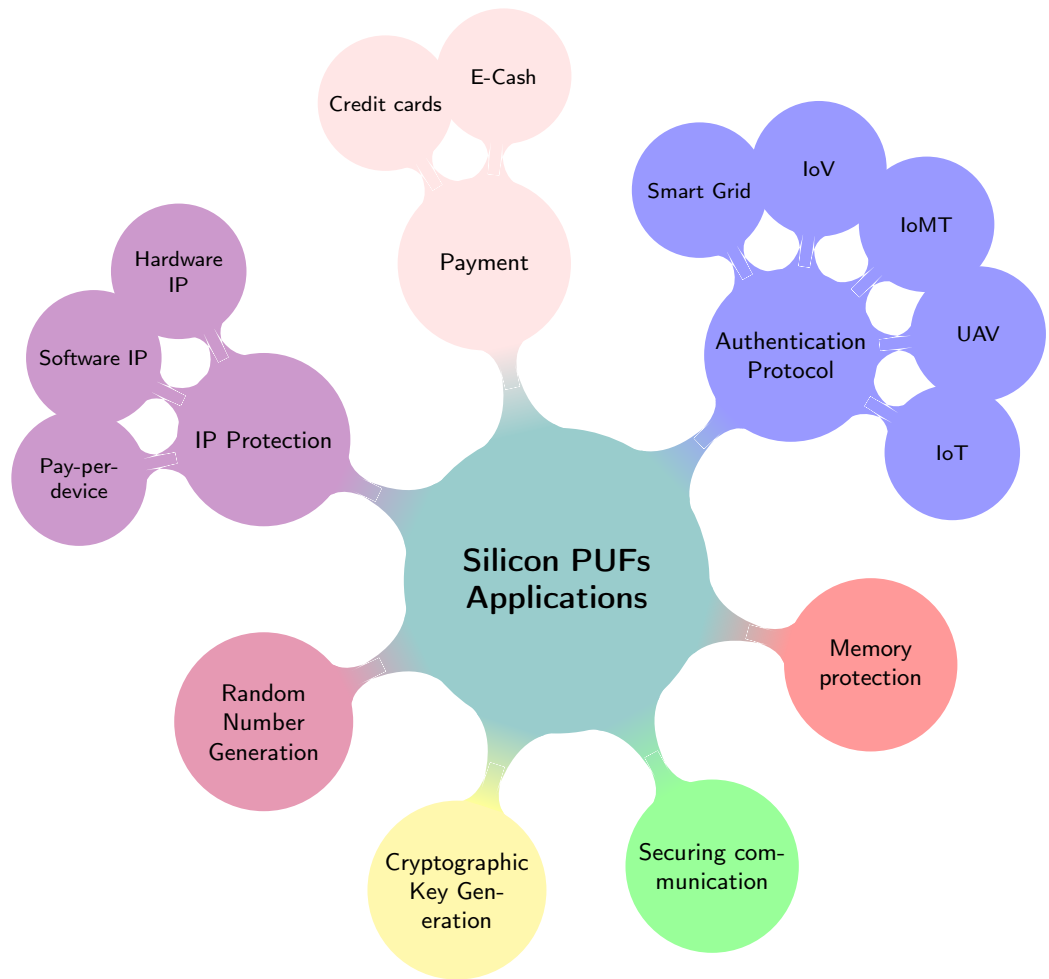 Silicon PUFs
Applications
Payment
Credit cards
E-Cash
Authentication
Protocol
Smart Grid
IoV
IoMT
UAV
IoT
Memory
protection
Securing com-
munication
Cryptographic
Key Gen-
eration
Random
Number
Generation
IP Protection
Hardware
IP
Software IP
Pay-per-
device